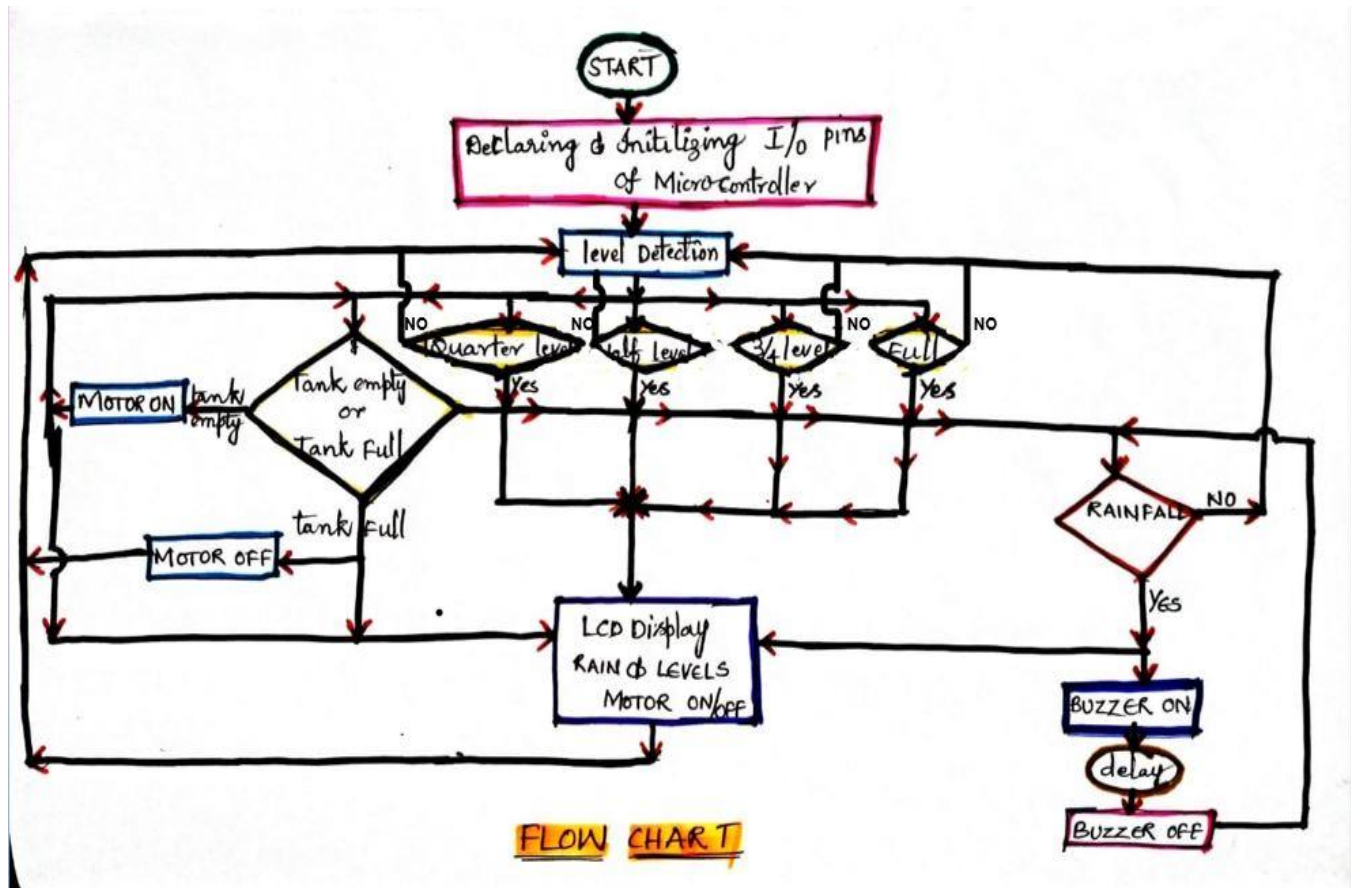 START
Declaring & Initilizing I/o pins
of Microcontroller
level Detection
NO
Quarter level
NO
Half Level
3/4 level
NO
Full
NO
Yes
Yes
Yes
Yes
MOTOR ON
tank
empty
Tank empty
or
Tank Full
RAINFALL
NO
tank Full
MOTOR OFF
YES
LCD Display
RAIN & LEVELS
MOTOR ON/OFF
BUZZER ON
delay
BUZZER OFF
FLOW CHART